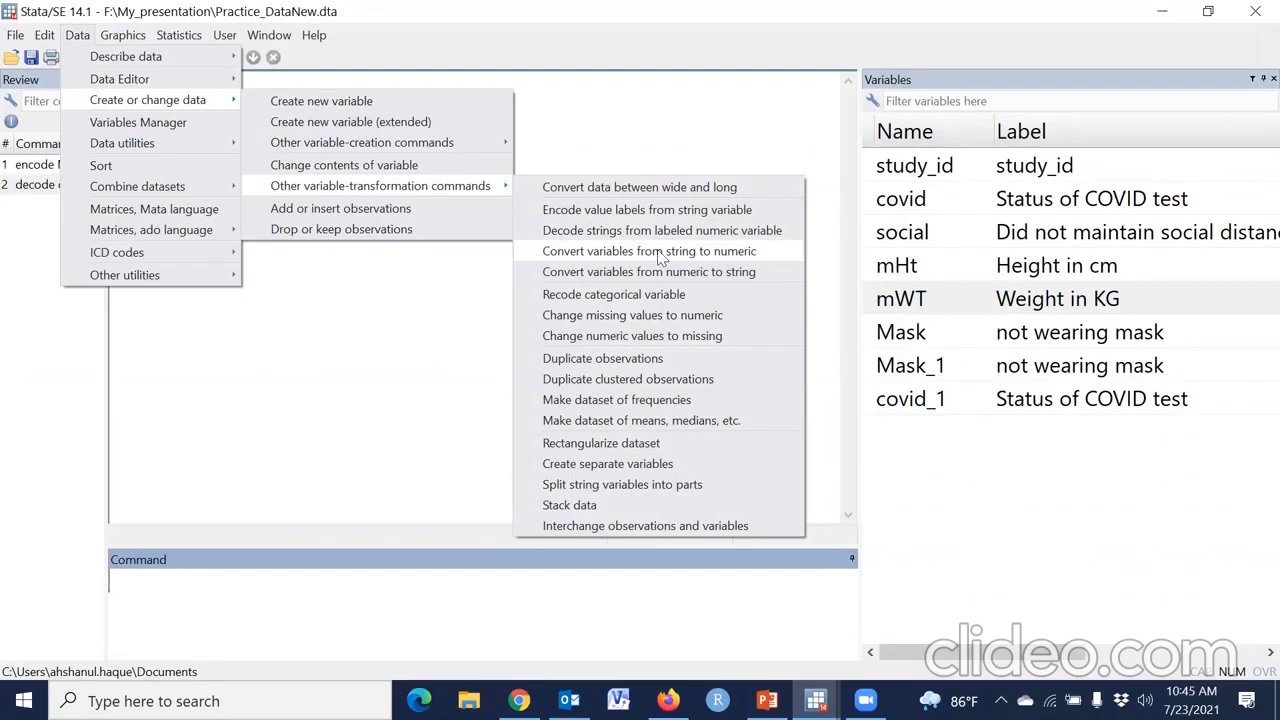 Stata/SE 14.1 - F:\My_presentation\Practice_DataNew.dta
File Edit Data Graphics Statistics User Window Help
Review
Filter
# Comma
1 encode
2 decode
Describe data
Data Editor
Create or change data
Variables Manager
Data utilities
Sort
Combine datasets
Matrices, Mata language
Matrices, ado language
ICD codes
Other utilities
Create new variable
Create new variable (extended)
Other variable-creation commands
Change contents of variable
Other variable-transformation commands
Add or insert observations
Drop or keep observations
Convert data between wide and long
Encode value labels from string variable
Decode strings from labeled numeric variable
Convert variables from string to numeric
Convert variables from numeric to string
Recode categorical variable
Change missing values to numeric
Change numeric values to missing
Duplicate observations
Duplicate clustered observations
Make dataset of frequencies
Make dataset of means, medians, etc.
Rectangularize dataset
Create separate variables
Split string variables into parts
Stack data
Interchange observations and variables
Variables
Filter variables here
Name Label
study_id study_id
covid Status of COVID test
social Did not maintain social distanc
mHt Height in cm
mWT Weight in KG
Mask not wearing mask
Mask_1 not wearing mask
covid_1 Status of COVID test
Command
clideo.com
C:\Users\ahshanul.haque\Documents
CAP NUM OVR
Type here to search
86°F
10:45 AM
7/23/2021